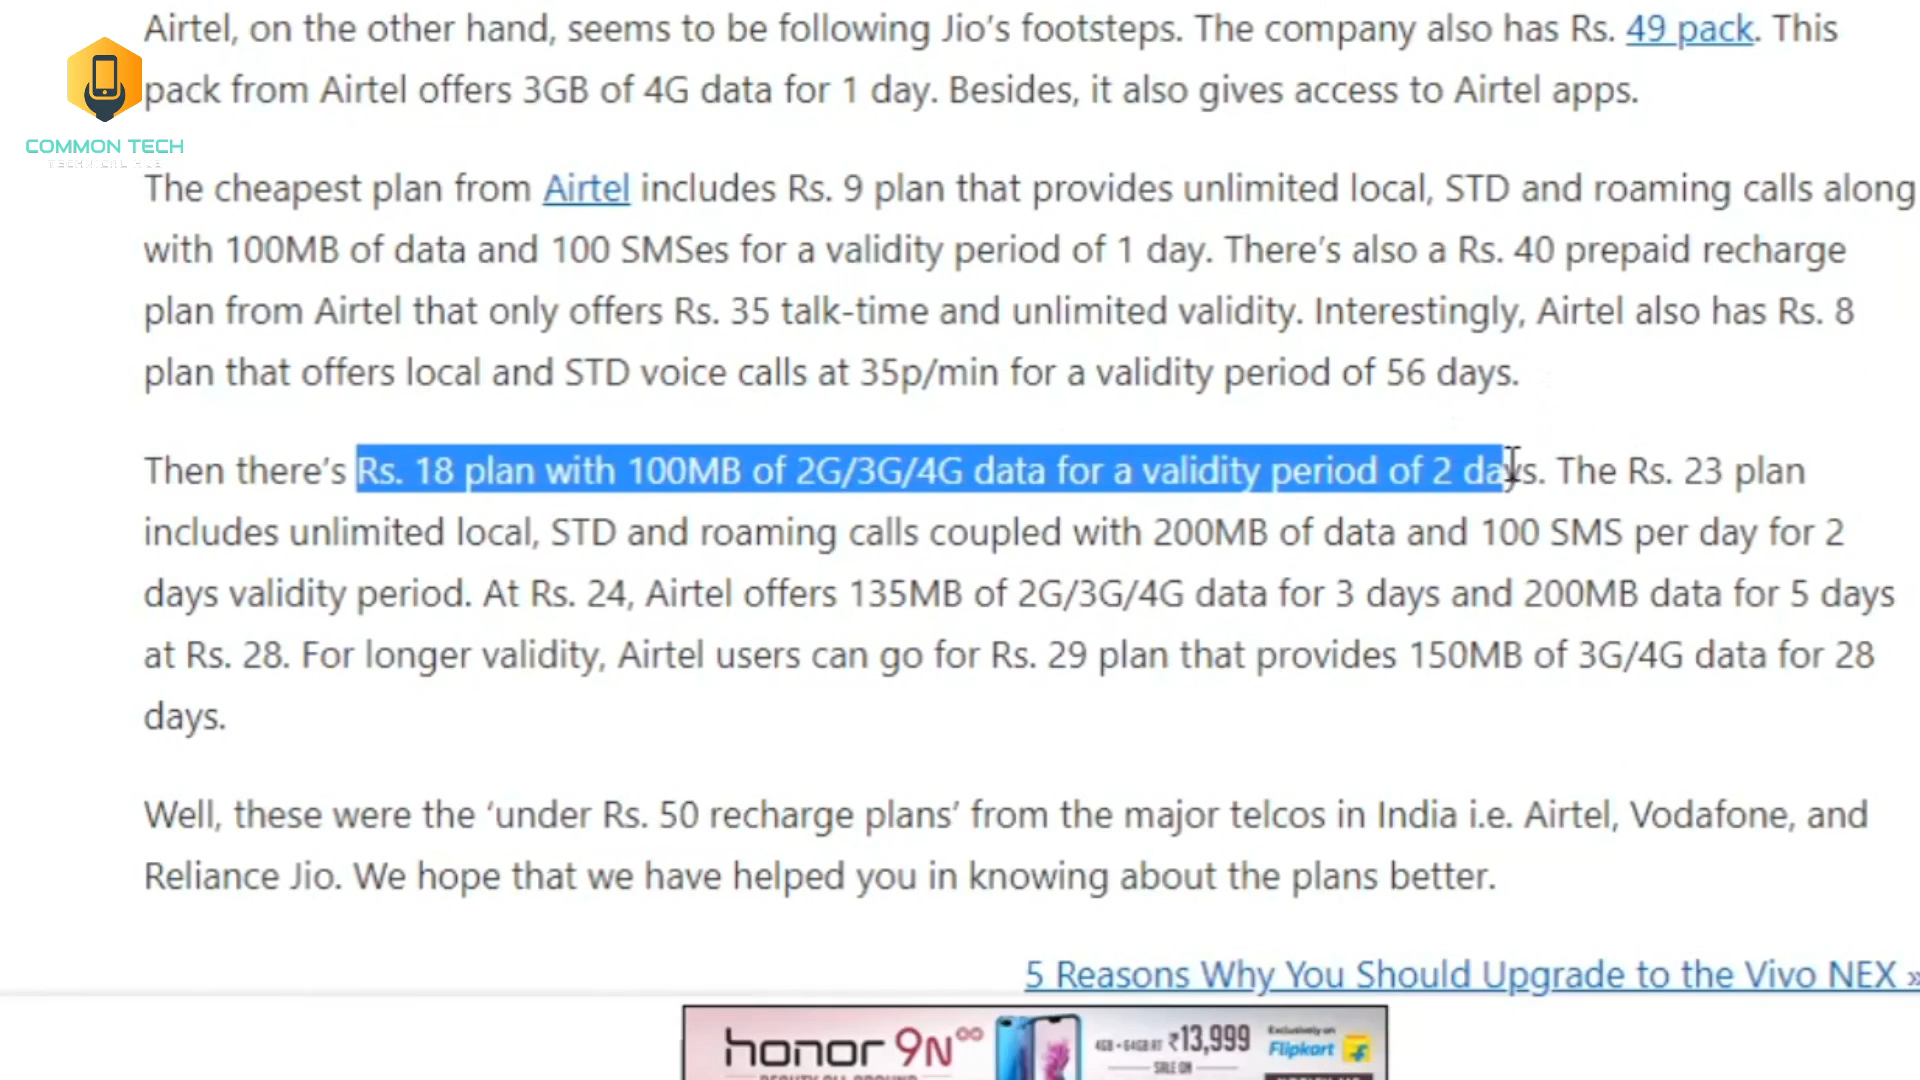 Airtel, on the other hand, seems to be following Jio’s footsteps. The company also has Rs. 49 pack. This
pack from Airtel offers 3GB of 4G data for 1 day. Besides, it also gives access to Airtel apps.
COMMON TECH
The cheapest plan from Airtel includes Rs. 9 plan that provides unlimited local, STD and roaming calls along
with 100MB of data and 100 SMSes for a validity period of 1 day. There’s also a Rs. 40 prepaid recharge
plan from Airtel that only offers Rs. 35 talk-time and unlimited validity. Interestingly, Airtel also has Rs. 8
plan that offers local and STD voice calls at 35p/min for a validity period of 56 days.
Then there’s Rs. 18 plan with 100MB of 2G/3G/4G data for a validity period of 2 days. The Rs. 23 plan
includes unlimited local, STD and roaming calls coupled with 200MB of data and 100 SMS per day for 2
days validity period. At Rs. 24, Airtel offers 135MB of 2G/3G/4G data for 3 days and 200MB data for 5 days
at Rs. 28. For longer validity, Airtel users can go for Rs. 29 plan that provides 150MB of 3G/4G data for 28
days.
Well, these were the ‘under Rs. 50 recharge plans’ from the major telcos in India i.e. Airtel, Vodafone, and
Reliance Jio. We hope that we have helped you in knowing about the plans better.
5 Reasons Why You Should Upgrade to the Vivo NEX »
honor 9N
4GB+64GB AT ₹13,999
SALE ON
Exclusively on
Flipkart